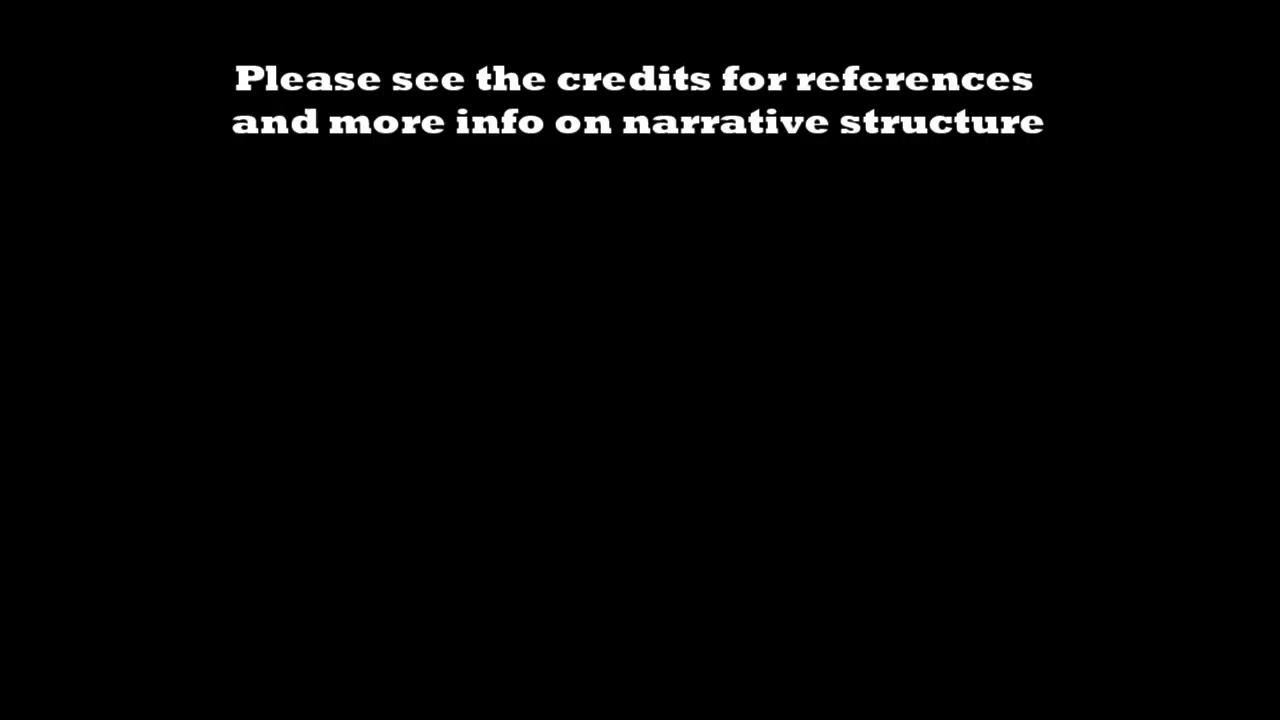 Please see the credits for references
and more info on narrative structure